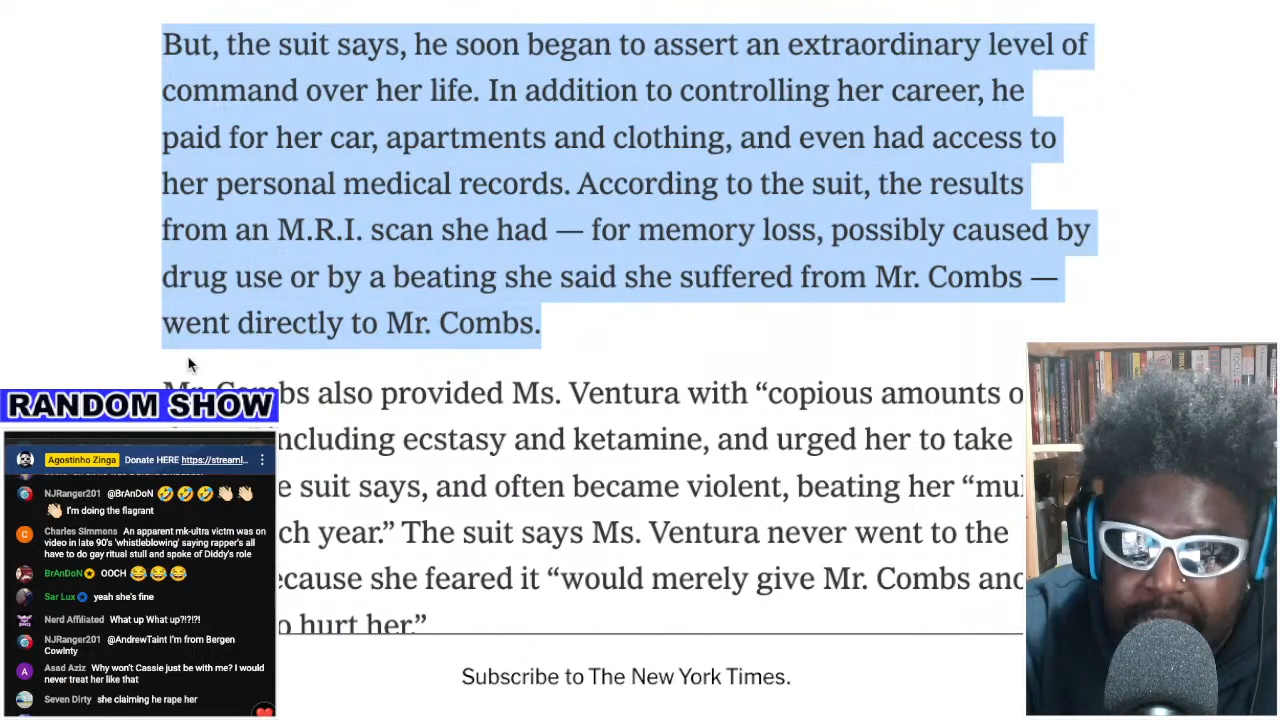 But, the suit says, he soon began to assert an extraordinary level of
command over her life. In addition to controlling her career, he
paid for her car, apartments and clothing, and even had access to
her personal medical records. According to the suit, the results
from an M.R.I. scan she had — for memory loss, possibly caused by
drug use or by a beating she said she suffered from Mr. Combs —
went directly to Mr. Combs.
Mr. Combs also provided Ms. Ventura with “copious amounts o
including ecstasy and ketamine, and urged her to take
e suit says, and often became violent, beating her “mul
ch year.” The suit says Ms. Ventura never went to the
ecause she feared it “would merely give Mr. Combs and
o hurt her.”
Subscribe to The New York Times.
RANDOM SHOW
Agostinho Zinga Donate HERE https://streaml...
NJRanger201 @BrAnDoN 🤣 🤣 🤣 👏🏻 👏🏻
👏🏻 I'm doing the flagrant
Charles Simmons An apparent mk-ultra victm was on
video in late 90's 'whistleblowing' saying rapper's all
have to do gay ritual stull and spoke of Diddy's role
BrAnDoN OOCH 😂 😂 😂
Sar Lux yeah she's fine
Nerd Affiliated What up What up?!?!?!
NJRanger201 @AndrewTaint I'm from Bergen
Cowinty
Asad Aziz Why won't Cassie just be with me? I would
never treat her like that
Seven Dirty she claiming he rape her